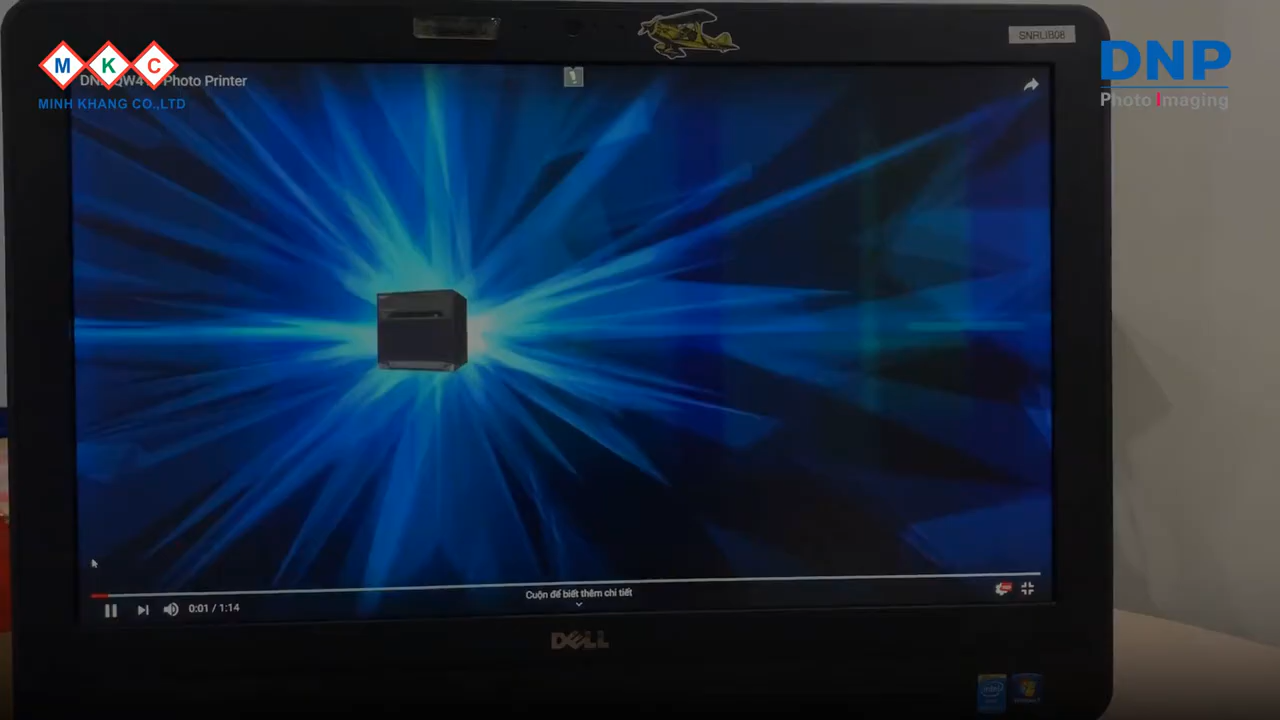 SNRLIB08
M K C
MINH KHANG CO.,LTD
Photo Printer
DNP
Photo Imaging
Cuộn để biết thêm chi tiết
0:01 / 1:14
DELL
intel